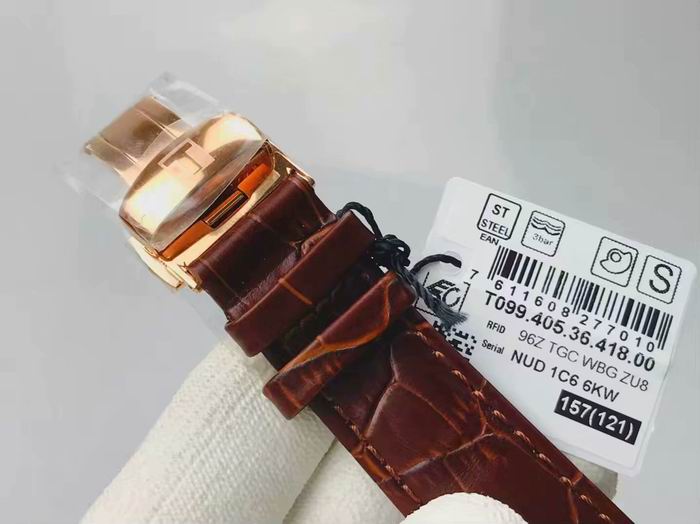 T
ST
STEEL
3bar
S
EAN
7 611608 277010
T099.405.36.418.00
RFID 96Z TGC WBG ZU8
Serial NUD 1C6 6KW
157(121)